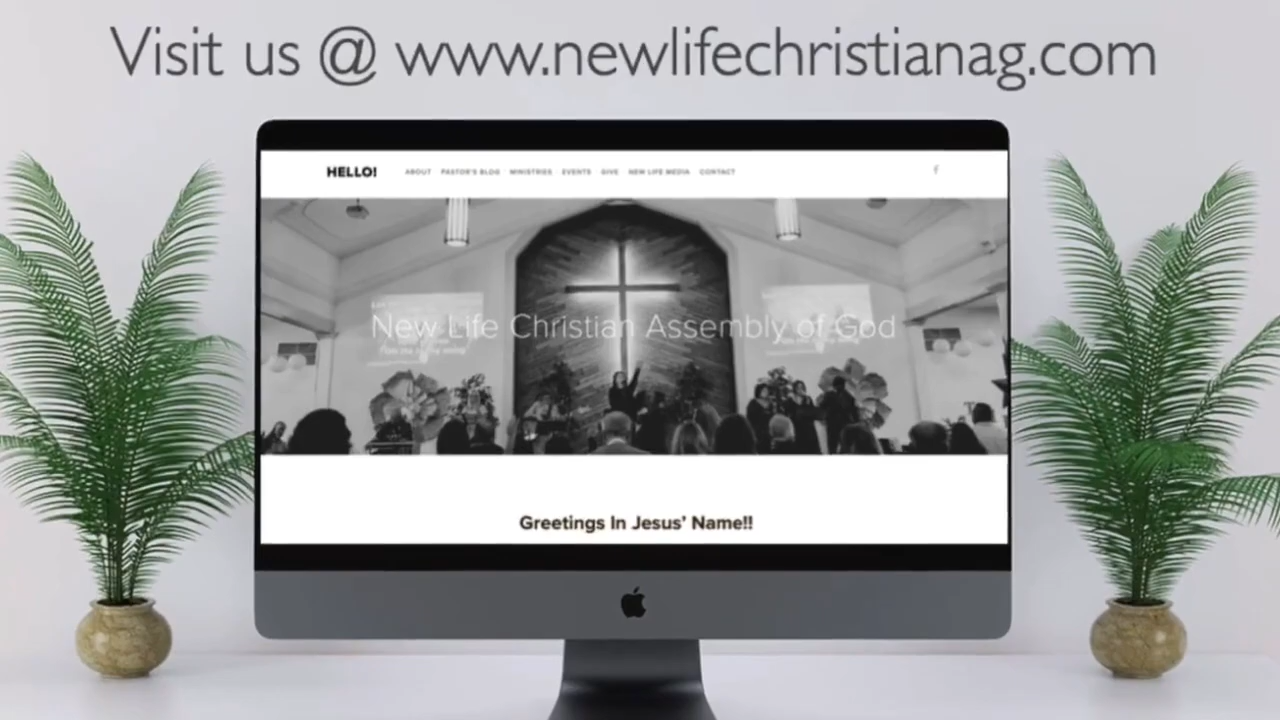 Visit us @ www.newlifechristianag.com
HELLO! ABOUT PASTOR'S BLOG MINISTRIES EVENTS GIVE NEW LIFE MEDIA CONTACT f
New Life Christian Assembly of God
Greetings In Jesus' Name!!